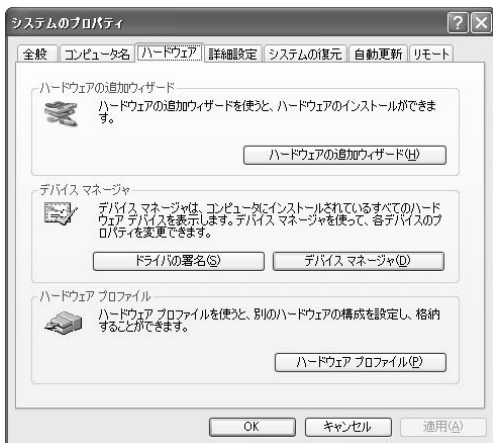 システムのプロパティ
全般 コンピュータ名 ハードウェア 詳細設定 システムの復元 自動更新 リモート
ハードウェアの追加ウィザード
ハードウェアの追加ウィザードを使うと、ハードウェアのインストールができま
す。
ハードウェアの追加ウィザード(H)
デバイス マネージャ
デバイス マネージャは、コンピュータにインストールされているすべてのハード
ウェア デバイスを表示します。デバイス マネージャを使って、各デバイスのプ
ロパティを変更できます。
ドライバの署名(S) デバイス マネージャ(D)
ハードウェア プロファイル
ハードウェア プロファイルを使うと、別のハードウェアの構成を設定し、格納
することができます。
ハードウェア プロファイル(P)
OK キャンセル 適用(A)